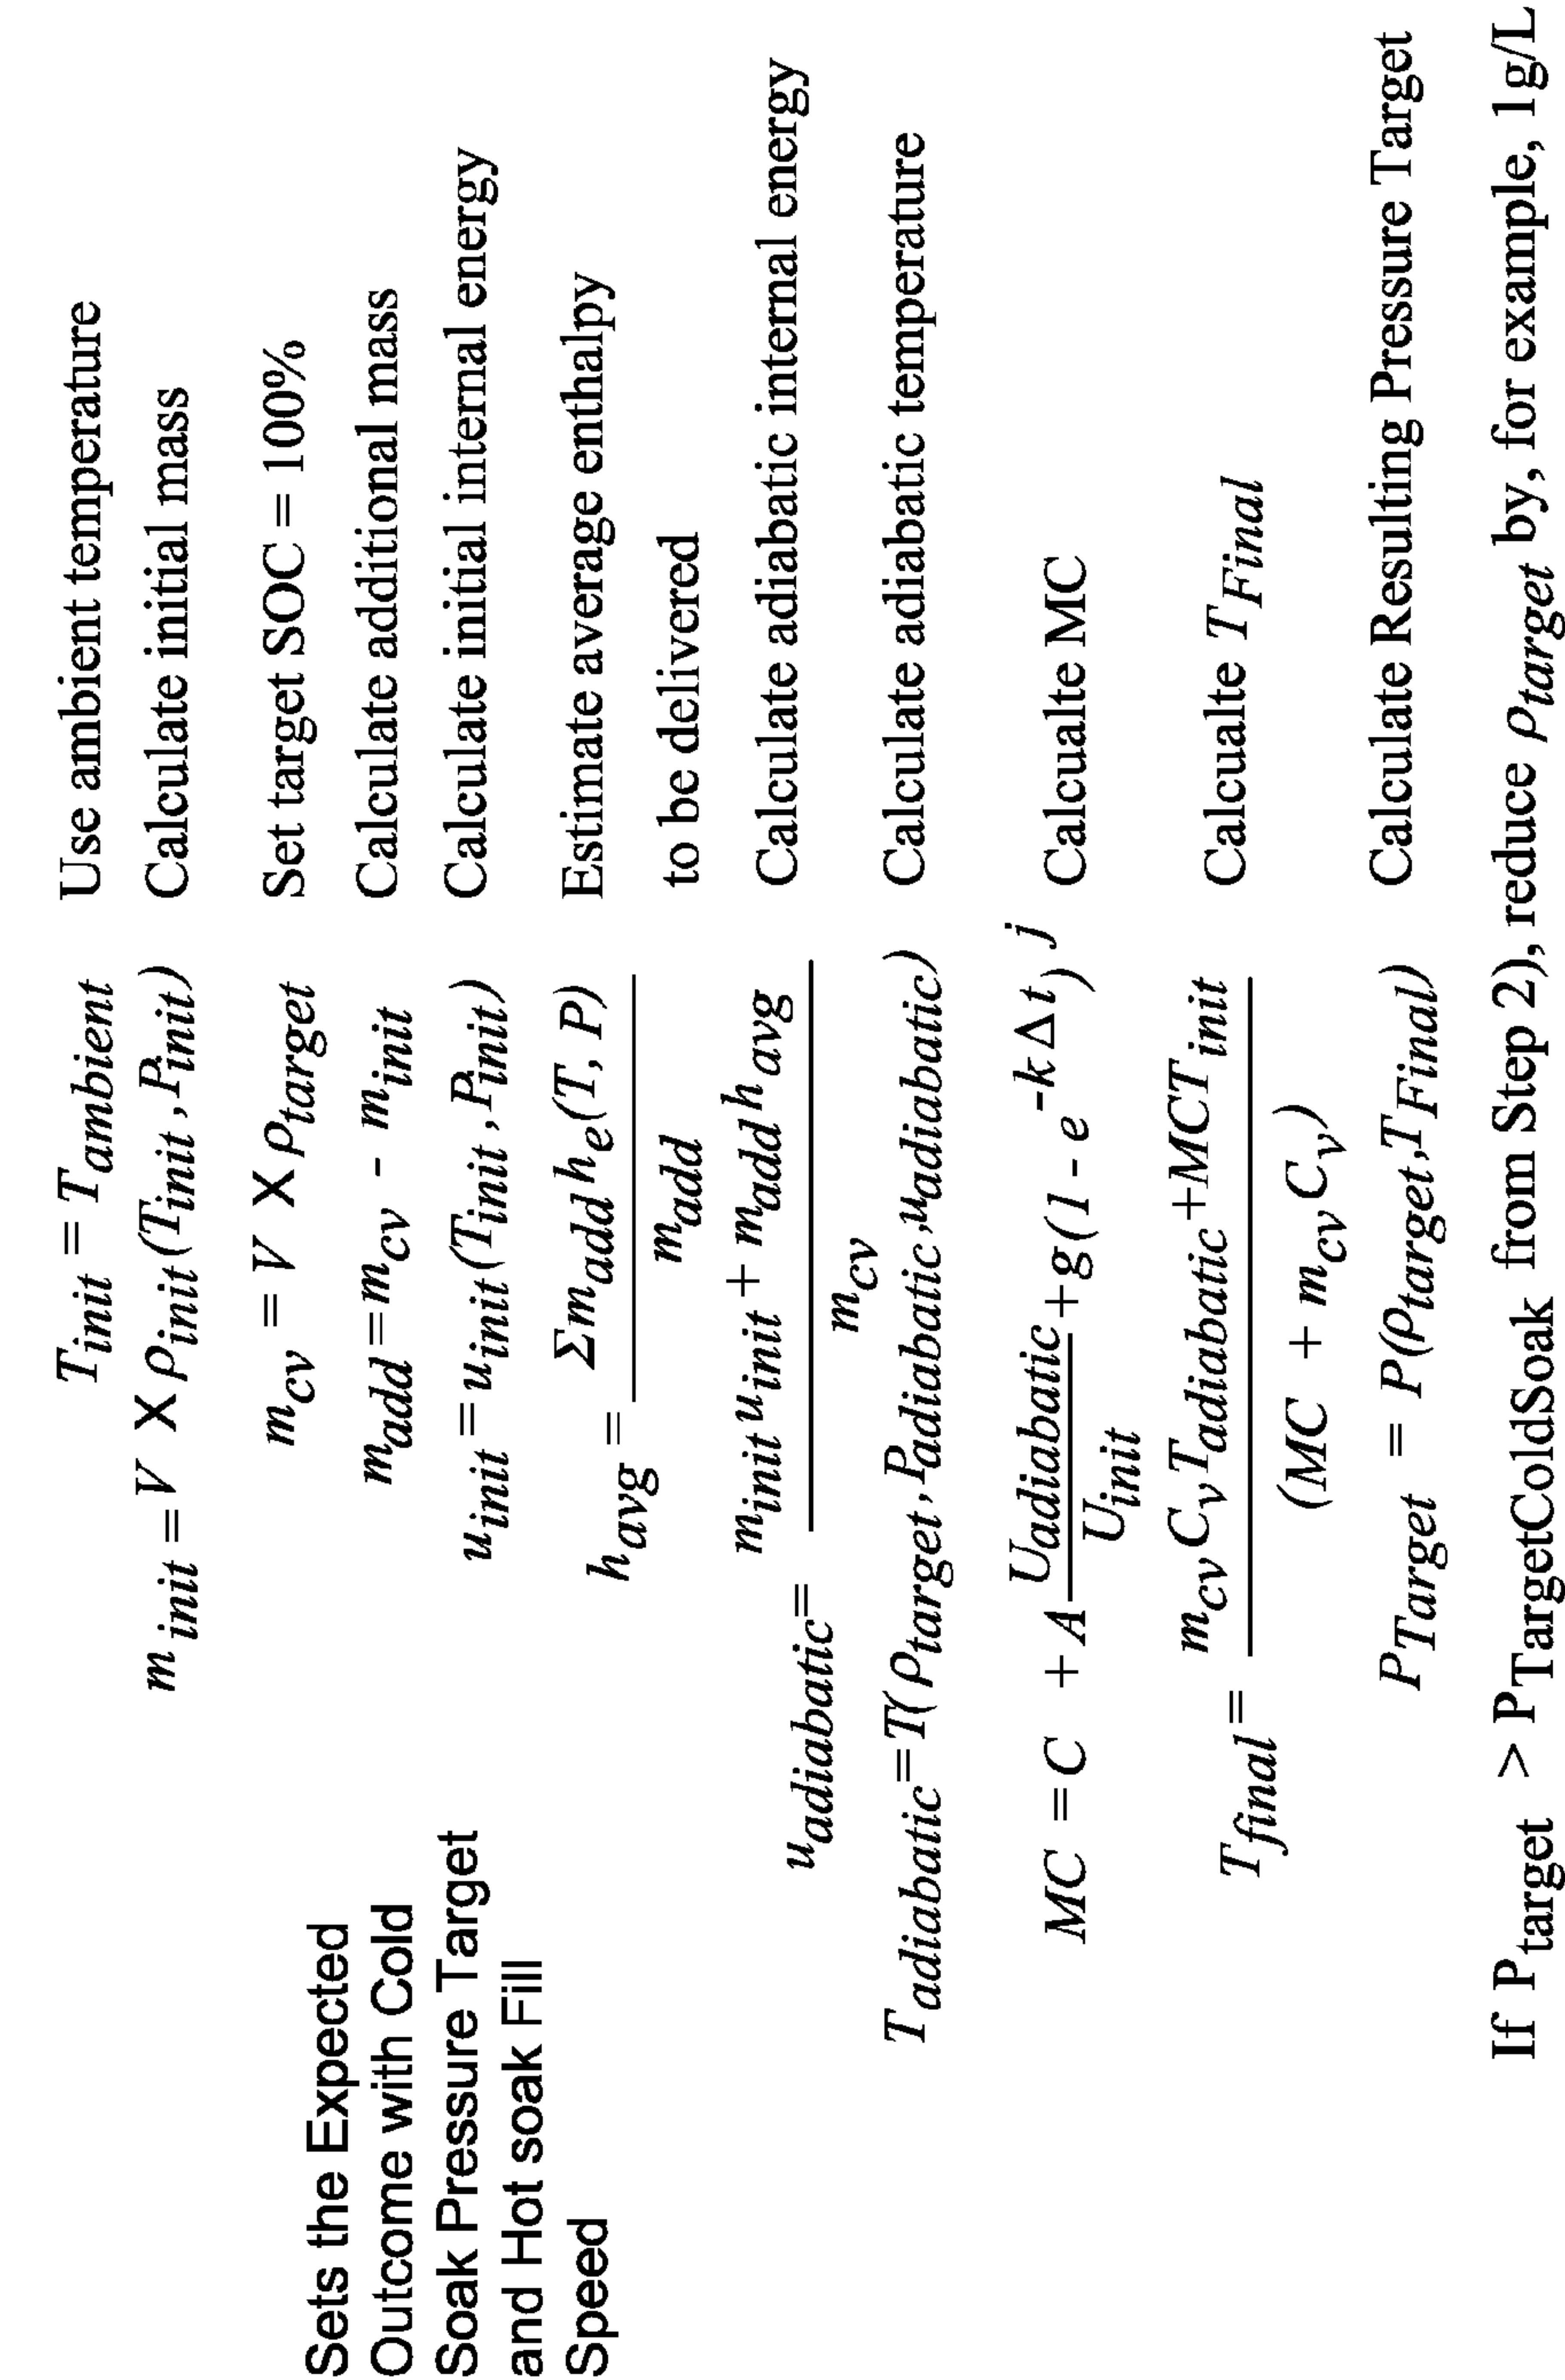 Sets the Expected
Outcome with Cold
Soak Pressure Target
and Hot soak Fill
Speed
T_init = T_ambient Use ambient temperature
m_init = V X ρ_init (T_init, P_init) Calculate initial mass
m_cv = V X ρ_target Set target SOC = 100%
m_add = m_cv - m_init Calculate additional mass
u_init = u_init (T_init, P_init) Calculate initial internal energy
h_avg = Σ m_add h_e (T, P) / m_add Estimate average enthalpy
to be delivered
u_adiabatic = m_init u_init + m_add h_avg / m_cv Calculate adiabatic internal energy
T_adiabatic = T(ρ_target, P_adiabatic, u_adiabatic) Calculate adiabatic temperature
MC = C + A U_adiabatic / U_init + g (1 - e^-k Δt)^j Calcualte MC
T_final = m_cv C_v T_adiabatic + MCT_init / (MC + m_cv C_v) Calcualte T_Final
P_Target = P(ρ_target, T_Final) Calculate Resulting Pressure Target
If P_target > P_TargetColdSoak from Step 2), reduce ρ_target by, for example, 1g/L